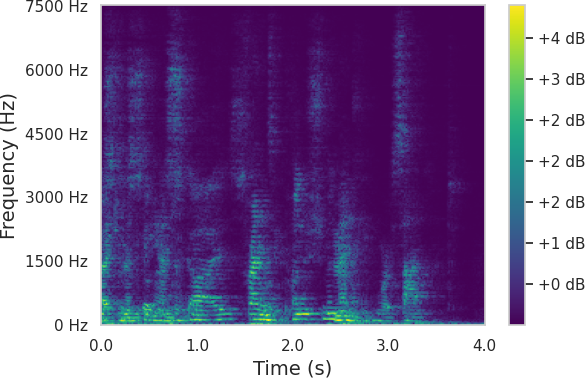 7500 Hz
6000 Hz
4500 Hz
3000 Hz
1500 Hz
0 Hz
Frequency (Hz)
0.0 1.0 2.0 3.0 4.0
Time (s)
+4 dB
+3 dB
+2 dB
+2 dB
+2 dB
+1 dB
+0 dB